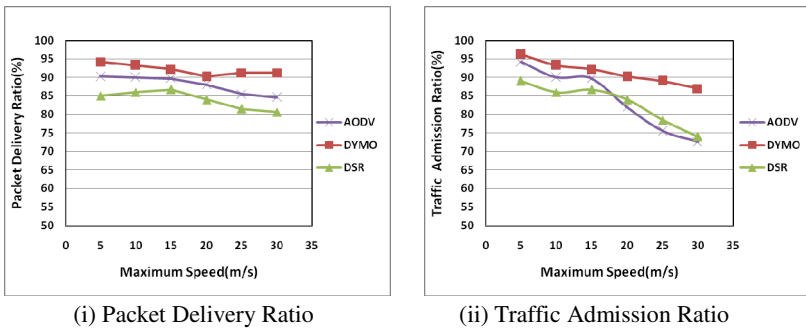 Packet Delivery Ratio(%)
100
95
90
85
80
75
70
65
60
55
50
0 5 10 15 20 25 30 35
Maximum Speed(m/s)
AODV
DYMO
DSR
(i) Packet Delivery Ratio
Traffic Admission Ratio(%)
100
95
90
85
80
75
70
65
60
55
50
0 5 10 15 20 25 30 35
Maximum Speed(m/s)
AODV
DYMO
DSR
(ii) Traffic Admission Ratio